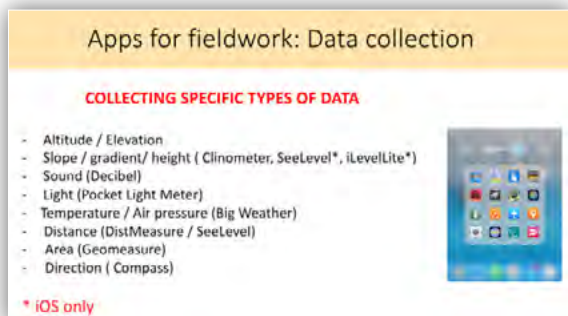 Apps for fieldwork: Data collection
COLLECTING SPECIFIC TYPES OF DATA
- Altitude / Elevation
- Slope / gradient/ height ( Clinometer, SeeLevel*, iLevelLite*)
- Sound (Decibel)
- Light (Pocket Light Meter)
- Temperature / Air pressure (Big Weather)
- Distance (DistMeasure / SeeLevel)
- Area (Geomeasure)
- Direction ( Compass)
* iOS only